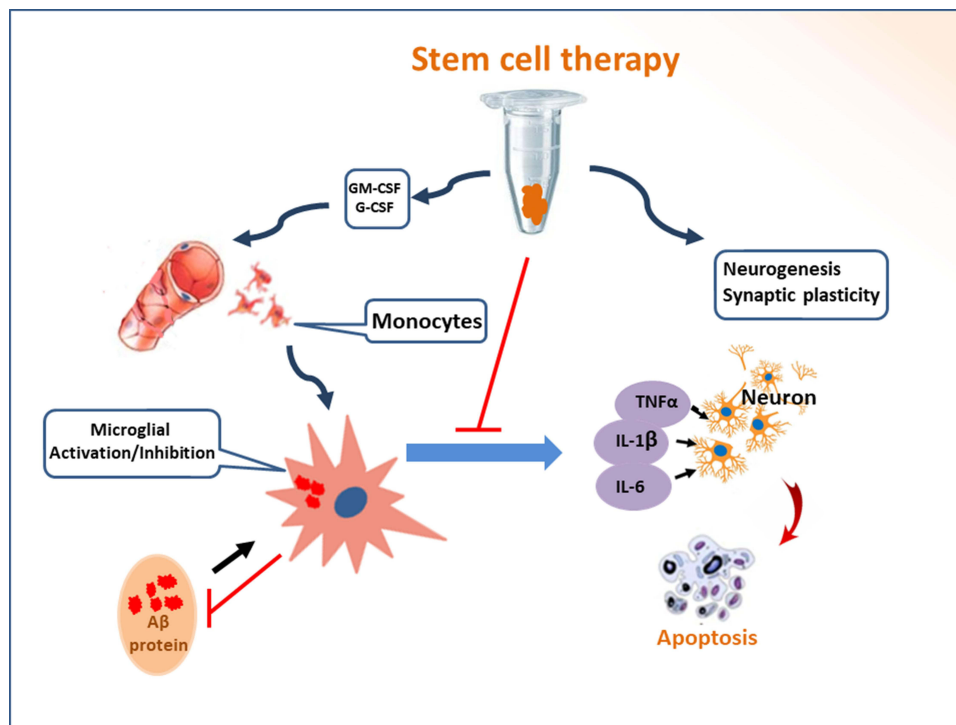 Stem cell therapy
GM-CSF
G-CSF
Neurogenesis
Synaptic plasticity
Monocytes
Microglial
Activation/Inhibition
TNFα
IL-1β
IL-6
Neuron
Aβ
protein
Apoptosis